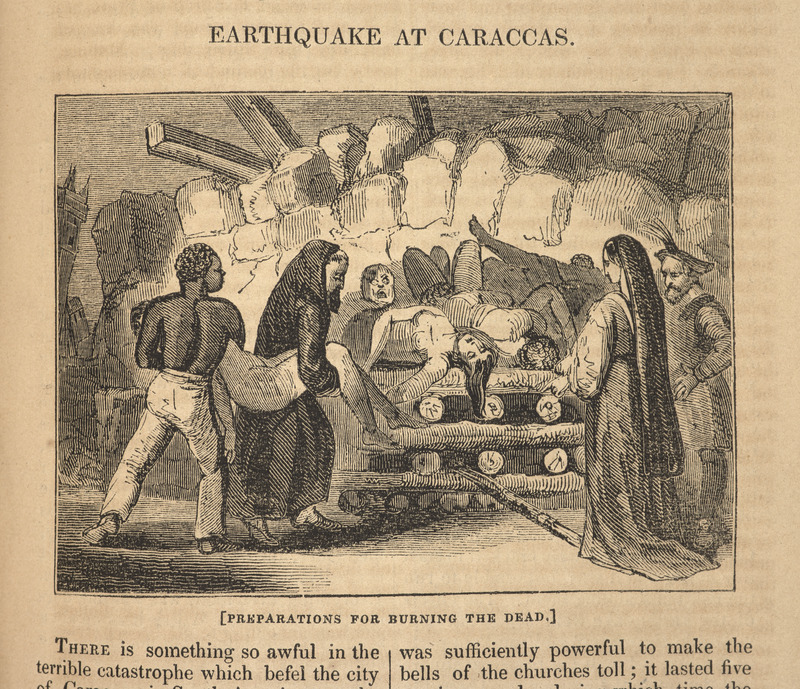 EARTHQUAKE AT CARACCAS.
[PREPARATIONS FOR BURNING THE DEAD.]
THERE is something so awful in the
terrible catastrophe which befel the city
was sufficiently powerful to make the
bells of the churches toll; it lasted five